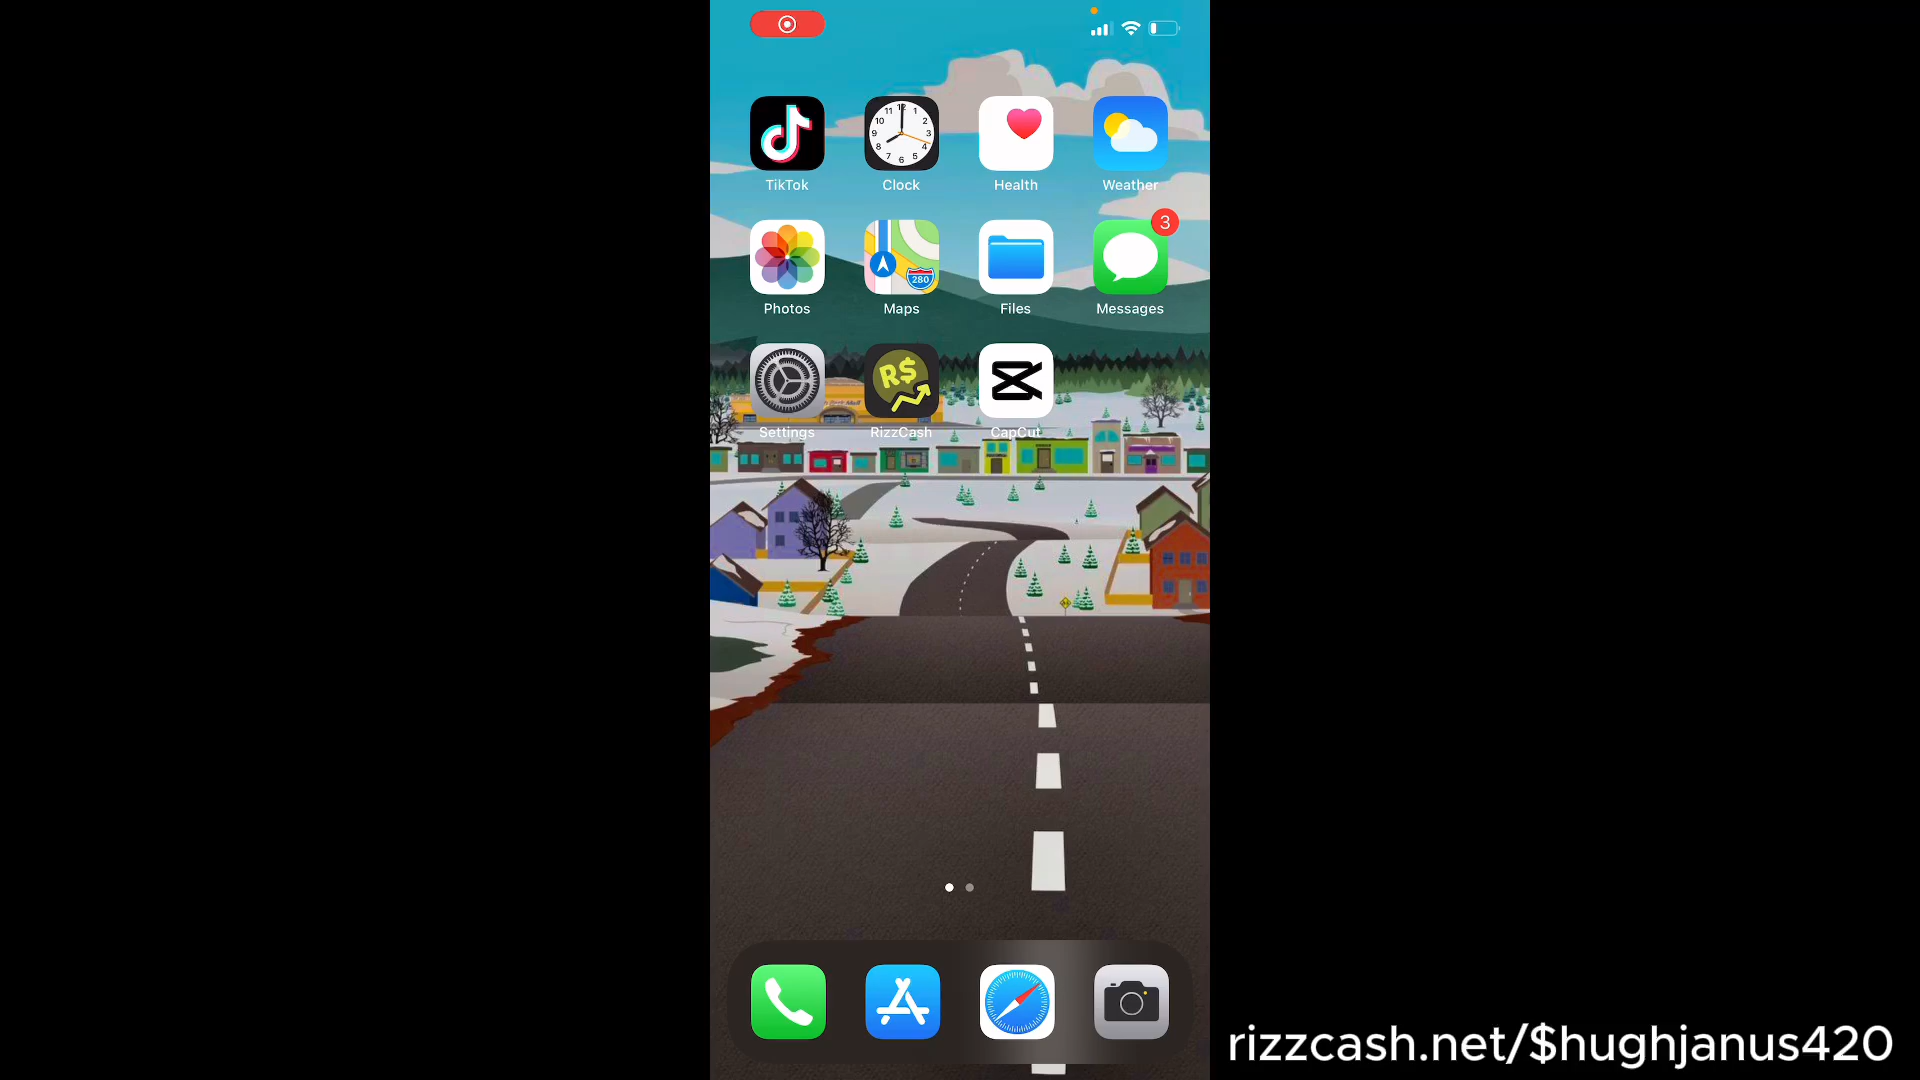 TikTok
Clock
Health
Weather
280
3
Photos
Maps
Files
Messages
R$
Settings
RizzCash
CapCut
rizzcash.net/$hughjanus420